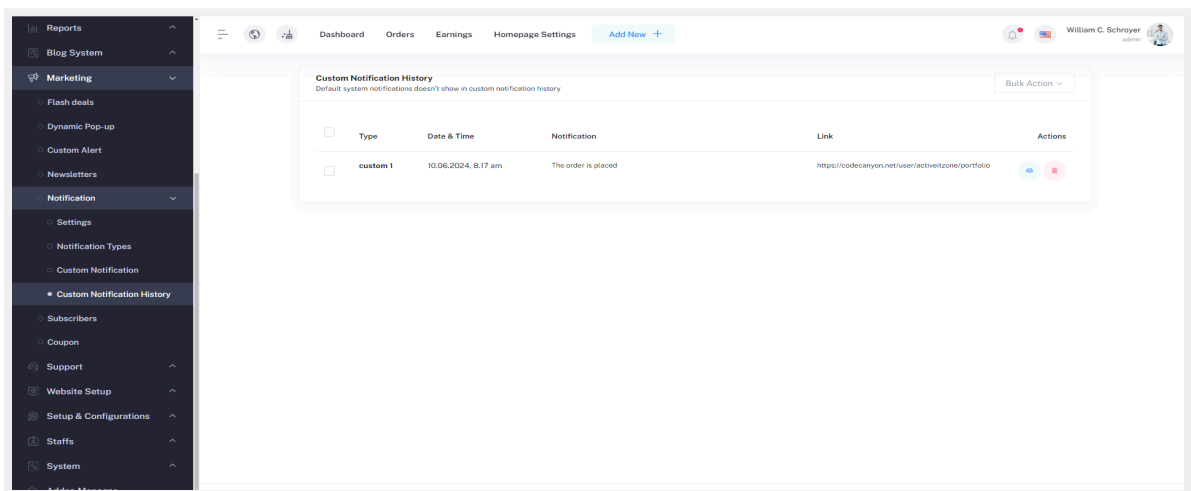 Reports
Blog System
Marketing
Flash deals
Dynamic Pop-up
Custom Alert
Newsletters
Notification
Settings
Notification Types
Custom Notification
Custom Notification History
Subscribers
Coupon
Support
Website Setup
Setup & Configurations
Staffs
System
Addon Manager
Dashboard Orders Earnings Homepage Settings Add New +
William C. Schroyer
admin
Custom Notification History
Default system notifications doesn't show in custom notification history
Bulk Action
Type Date & Time Notification Link Actions
custom 1 10.06.2024, 8.17 am The order is placed https://codecanyon.net/user/activeitzone/portfolio